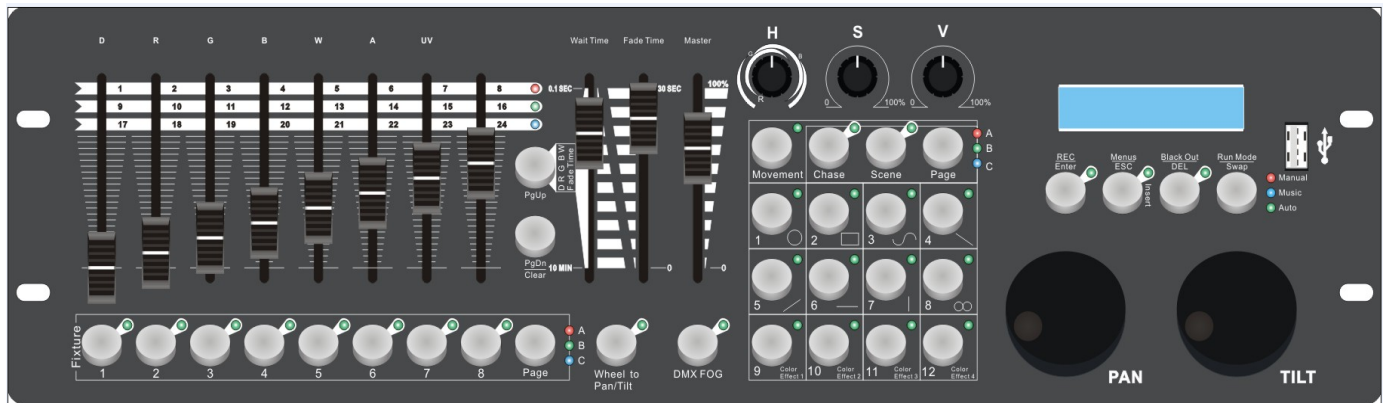 D R G B W A UV
Wait Time Fade Time Master
H S V
1 2 3 4 5 6 7 8
9 10 11 12 13 14 15 16
17 18 19 20 21 22 23 24
0.1 SEC 30 SEC 100%
10 MIN 0 0
PgUp
D R G B W
Fade Time
PgDn
Clear
G B
R
0 100%
0 100%
A
B
C
Movement Chase Scene Page
1 2 3 4
5 6 7 8
9 Color Effect 1
10 Color Effect 2
11 Color Effect 3
12 Color Effect 4
REC
Enter
Menus
ESC
Insert
Black Out
DEL
Run Mode
Swap
Manual
Music
Auto
PAN TILT
Fixture
1 2 3 4 5 6 7 8 Page
A
B
C
Wheel to
Pan/Tilt
DMX FOG